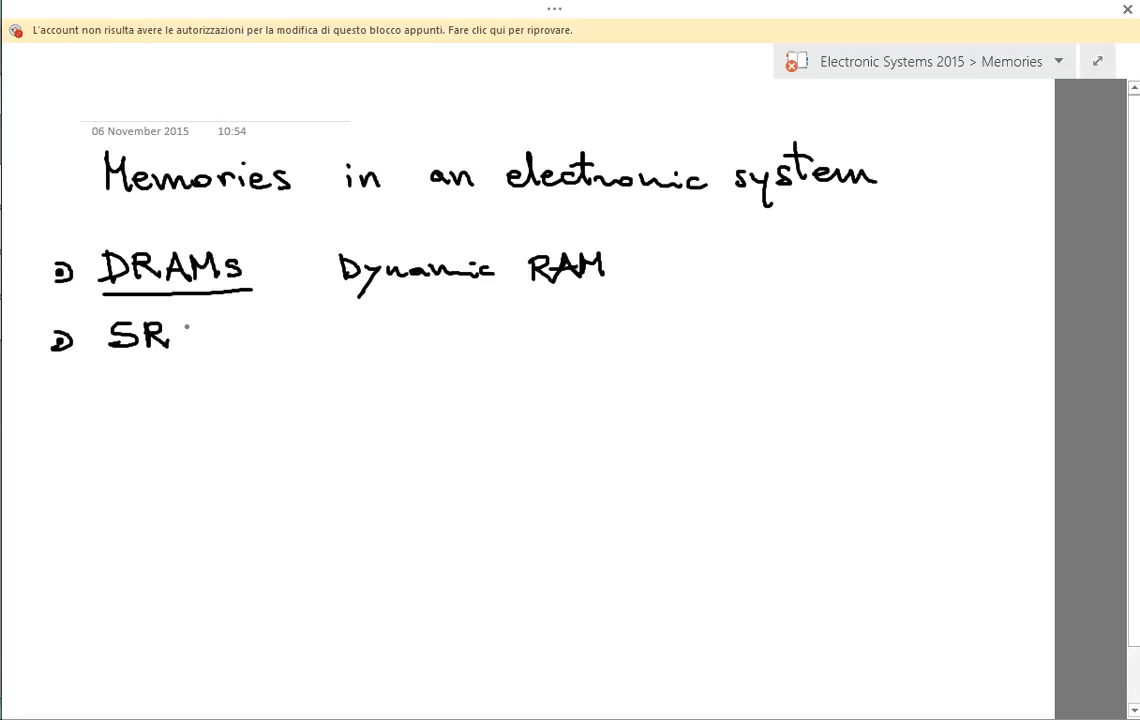 L'account non risulta avere le autorizzazioni per la modifica di questo blocco appunti. Fare clic qui per riprovare.
Electronic Systems 2015 > Memories
06 November 2015 10:54
Memories in an electronic system
DRAMs Dynamic RAM
SR